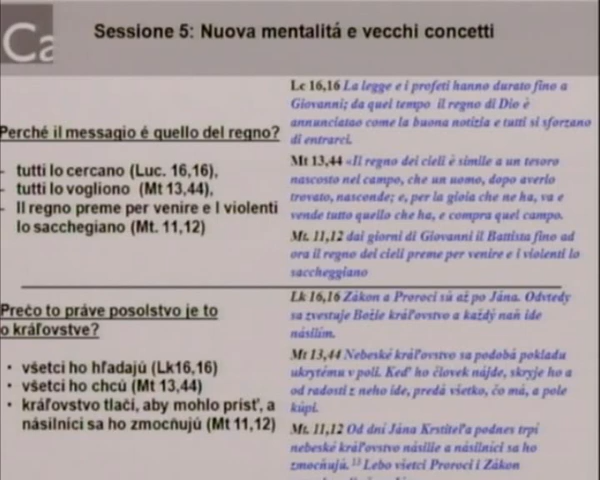 Ca
Sessione 5: Nuova mentalitá e vecchi concetti
Perché il messagio é quello del regno?
- tutti lo cercano (Luc. 16,16),
- tutti lo vogliono (Mt 13,44),
- Il regno preme per venire e I violenti
lo sacchegiano (Mt. 11,12)
Lc 16,16 La legge e i profeti hanno durato fino a
Giovanni; da quel tempo il regno di Dio è
annunciatao come la buona notizia e tutti si sforzano
di entrarci.
Mt 13,44 «Il regno dei cieli è simile a un tesoro
nascosto nel campo, che un uomo, dopo averlo
trovato, nasconde; e, per la gioia che ne ha, va e
vende tutto quello che ha, e compra quel campo.
Mt. 11,12 dai giorni di Giovanni il Battista fino ad
ora il regno dei cieli preme per venire e i violenti lo
saccheggiano
Prečo to práve posolstvo je to
o kráľovstve?
• všetci ho hľadajú (Lk16,16)
• všetci ho chcú (Mt 13,44)
• kráľovstvo tlačí, aby mohlo prísť, a
násilníci sa ho zmocňujú (Mt 11,12)
Lk 16,16 Zákon a Proroci sú až po Jána. Odvtedy
sa zvestuje Božie kráľovstvo a každý naň ide
násilím.
Mt 13,44 Nebeské kráľovstvo sa podobá pokladu
ukrytému v poli. Keď ho človek nájde, skryje ho a
od radosti z neho ide, predá všetko, čo má, a pole
kúpi.
Mt. 11,12 Od dní Jána Krstiteľa podnes trpí
nebeské kráľovstvo násilie a násilníci sa ho
zmocňujú. 13 Lebo všetci Proroci i Zákon